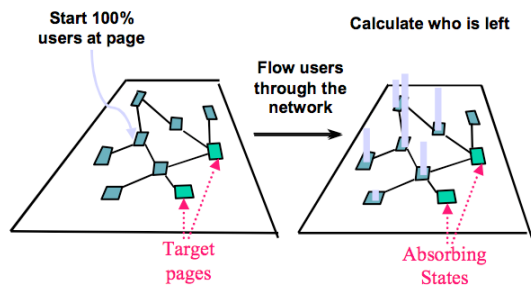 Start 100%
users at page
Calculate who is left
Flow users
through the
network
Target
pages
Absorbing
States